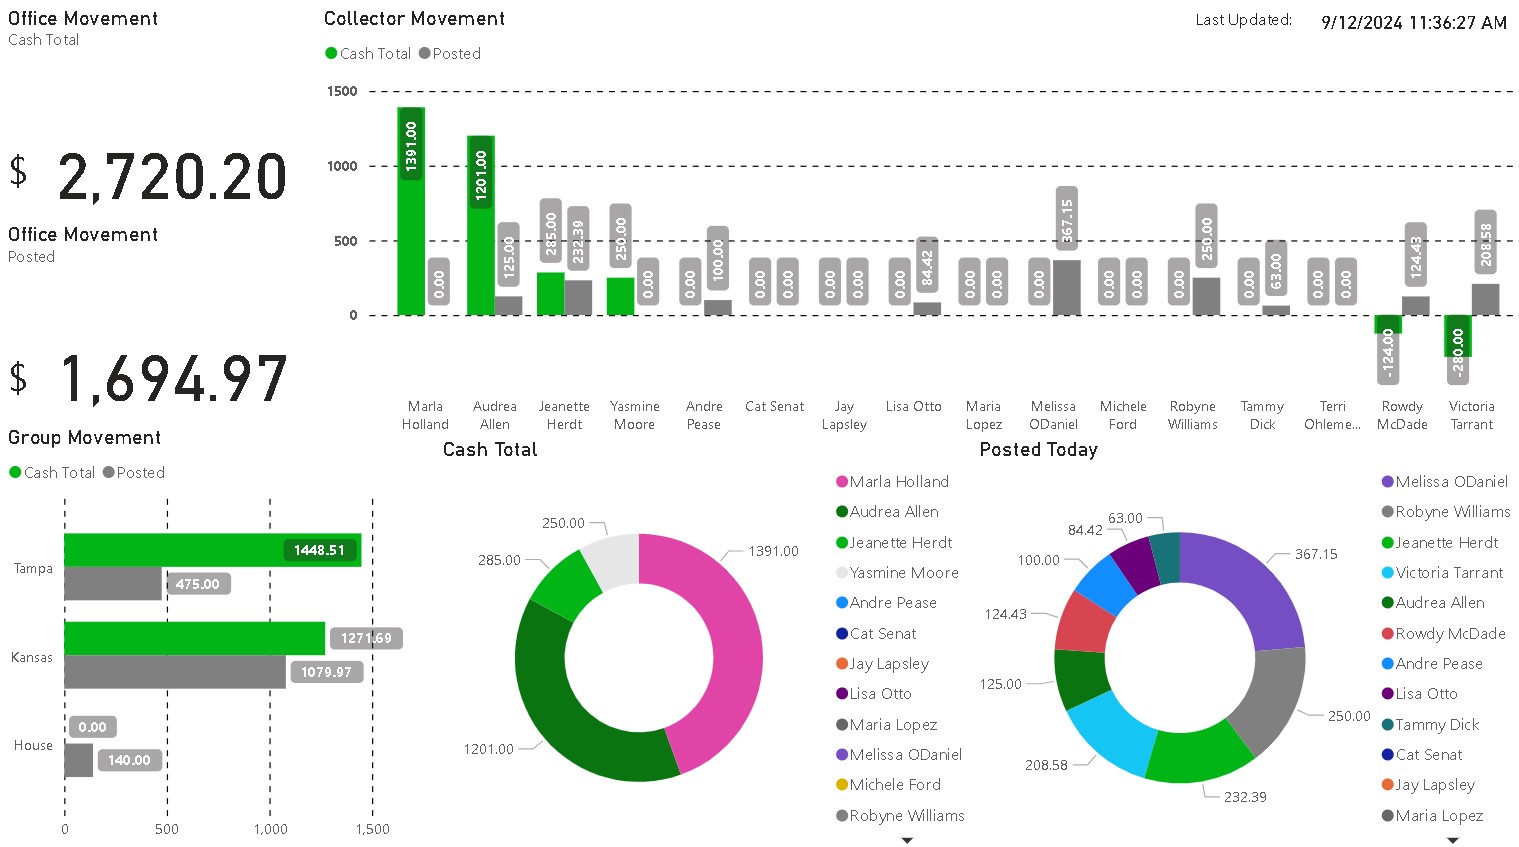 Office Movement
Cash Total
$ 2,720.20
Office Movement
Posted
$ 1,694.97
Collector Movement
Last Updated: 9/12/2024 11:36:27 AM
Cash Total Posted
1500
1000
500
0
1391.00 0.00 1201.00 125.00 285.00 232.39 250.00 0.00 0.00 100.00 0.00 0.00 0.00 0.00 0.00 84.42 0.00 0.00 0.00 367.15 0.00 0.00 0.00 250.00 0.00 63.00 0.00 0.00 -124.00 124.43 -280.00 208.58
Marla Holland
Audrea Allen
Jeanette Herdt
Yasmine Moore
Andre Pease
Cat Senat
Jay Lapsley
Lisa Otto
Maria Lopez
Melissa ODaniel
Michele Ford
Robyne Williams
Tammy Dick
Terri Ohleme...
Rowdy McDade
Victoria Tarrant
Group Movement
Cash Total Posted
Tampa
1448.51
475.00
Kansas
1271.69
1079.97
House
0.00
140.00
0 500 1,000 1,500
Cash Total
250.00
285.00
1391.00
1201.00
Marla Holland
Audrea Allen
Jeanette Herdt
Yasmine Moore
Andre Pease
Cat Senat
Jay Lapsley
Lisa Otto
Maria Lopez
Melissa ODaniel
Michele Ford
Robyne Williams
Posted Today
63.00
84.42
100.00
124.43
125.00
208.58
232.39
250.00
367.15
Melissa ODaniel
Robyne Williams
Jeanette Herdt
Victoria Tarrant
Audrea Allen
Rowdy McDade
Andre Pease
Lisa Otto
Tammy Dick
Cat Senat
Jay Lapsley
Maria Lopez